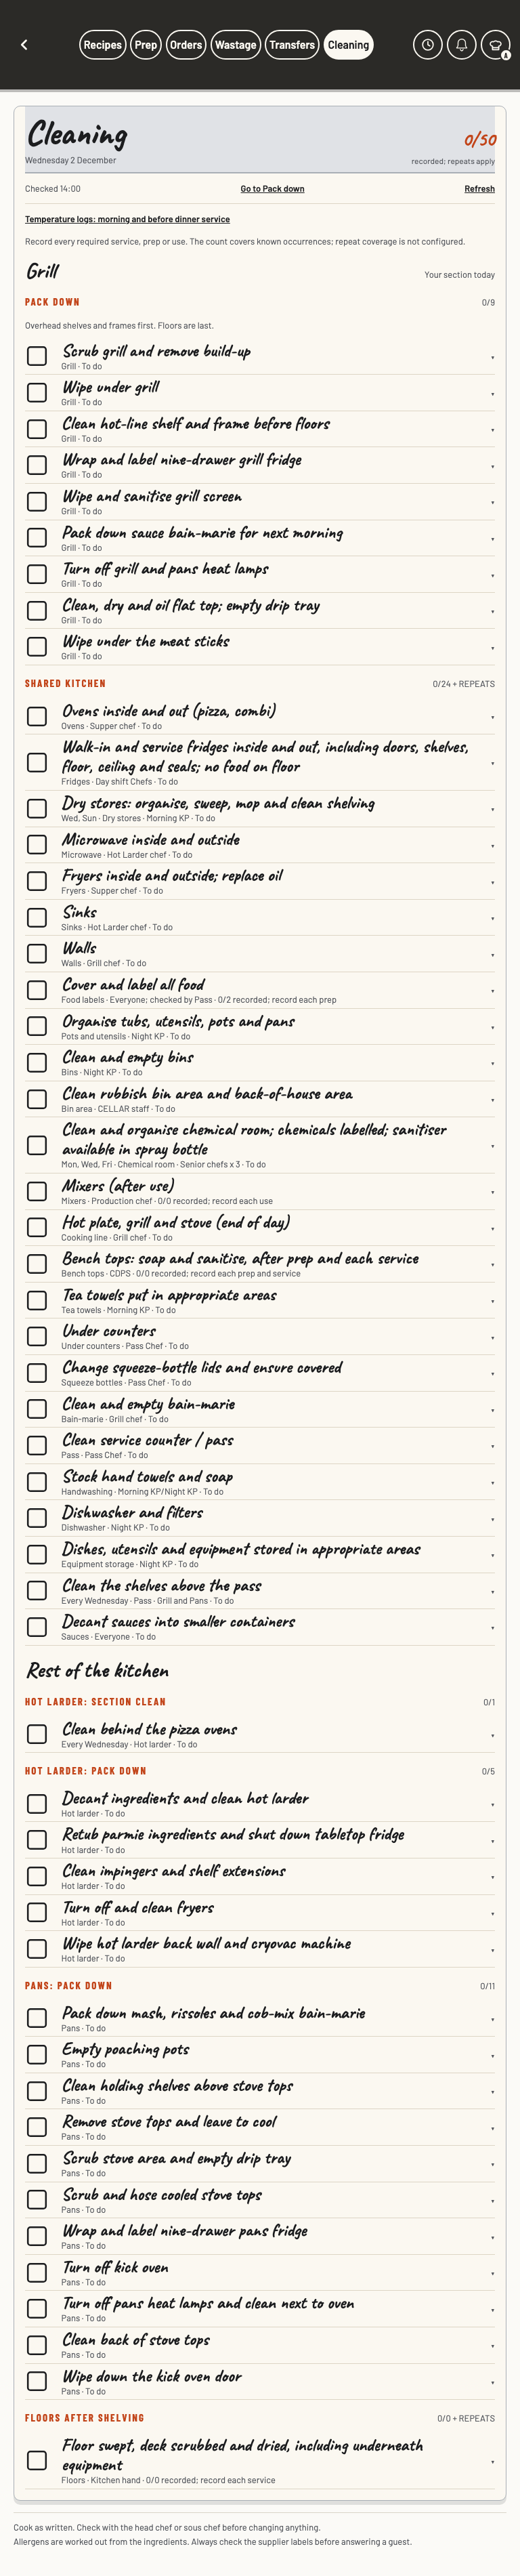 Recipes Prep Orders Wastage Transfers Cleaning
Cleaning
0/50
Wednesday 2 December
recorded; repeats apply
Checked 14:00
Go to Pack down
Refresh
Temperature logs: morning and before dinner service
Record every required service, prep or use. The count covers known occurrences; repeat coverage is not configured.
Grill
Your section today
PACK DOWN
0/9
Overhead shelves and frames first. Floors are last.
Scrub grill and remove build-up
Grill · To do
Wipe under grill
Grill · To do
Clean hot-line shelf and frame before floors
Grill · To do
Wrap and label nine-drawer grill fridge
Grill · To do
Wipe and sanitise grill screen
Grill · To do
Pack down sauce bain-marie for next morning
Grill · To do
Turn off grill and pans heat lamps
Grill · To do
Clean, dry and oil flat top; empty drip tray
Grill · To do
Wipe under the meat sticks
Grill · To do
SHARED KITCHEN
0/24 + REPEATS
Ovens inside and out (pizza, combi)
Ovens · Supper chef · To do
Walk-in and service fridges inside and out, including doors, shelves,
floor, ceiling and seals; no food on floor
Fridges · Day shift Chefs · To do
Dry stores: organise, sweep, mop and clean shelving
Wed, Sun · Dry stores · Morning KP · To do
Microwave inside and outside
Microwave · Hot Larder chef · To do
Fryers inside and outside; replace oil
Fryers · Supper chef · To do
Sinks
Sinks · Hot Larder chef · To do
Walls
Walls · Grill chef · To do
Cover and label all food
Food labels · Everyone; checked by Pass · 0/2 recorded; record each prep
Organise tubs, utensils, pots and pans
Pots and utensils · Night KP · To do
Clean and empty bins
Bins · Night KP · To do
Clean rubbish bin area and back-of-house area
Bin area · CELLAR staff · To do
Clean and organise chemical room; chemicals labelled; sanitiser
available in spray bottle
Mon, Wed, Fri · Chemical room · Senior chefs x 3 · To do
Mixers (after use)
Mixers · Production chef · 0/0 recorded; record each use
Hot plate, grill and stove (end of day)
Cooking line · Grill chef · To do
Bench tops: soap and sanitise, after prep and each service
Bench tops · CDPS · 0/0 recorded; record each prep and service
Tea towels put in appropriate areas
Tea towels · Morning KP · To do
Under counters
Under counters · Pass Chef · To do
Change squeeze-bottle lids and ensure covered
Squeeze bottles · Pass Chef · To do
Clean and empty bain-marie
Bain-marie · Grill chef · To do
Clean service counter / pass
Pass · Pass Chef · To do
Stock hand towels and soap
Handwashing · Morning KP/Night KP · To do
Dishwasher and filters
Dishwasher · Night KP · To do
Dishes, utensils and equipment stored in appropriate areas
Equipment storage · Night KP · To do
Clean the shelves above the pass
Every Wednesday · Pass · Grill and Pans · To do
Decant sauces into smaller containers
Sauces · Everyone · To do
Rest of the kitchen
HOT LARDER: SECTION CLEAN
0/1
Clean behind the pizza ovens
Every Wednesday · Hot larder · To do
HOT LARDER: PACK DOWN
0/5
Decant ingredients and clean hot larder
Hot larder · To do
Retub parmie ingredients and shut down tabletop fridge
Hot larder · To do
Clean impingers and shelf extensions
Hot larder · To do
Turn off and clean fryers
Hot larder · To do
Wipe hot larder back wall and cryovac machine
Hot larder · To do
PANS: PACK DOWN
0/11
Pack down mash, rissoles and cob-mix bain-marie
Pans · To do
Empty poaching pots
Pans · To do
Clean holding shelves above stove tops
Pans · To do
Remove stove tops and leave to cool
Pans · To do
Scrub stove area and empty drip tray
Pans · To do
Scrub and hose cooled stove tops
Pans · To do
Wrap and label nine-drawer pans fridge
Pans · To do
Turn off kick oven
Pans · To do
Turn off pans heat lamps and clean next to oven
Pans · To do
Clean back of stove tops
Pans · To do
Wipe down the kick oven door
Pans · To do
FLOORS AFTER SHELVING
0/0 + REPEATS
Floor swept, deck scrubbed and dried, including underneath
equipment
Floors · Kitchen hand · 0/0 recorded; record each service
Cook as written. Check with the head chef or sous chef before changing anything.
Allergens are worked out from the ingredients. Always check the supplier labels before answering a guest.